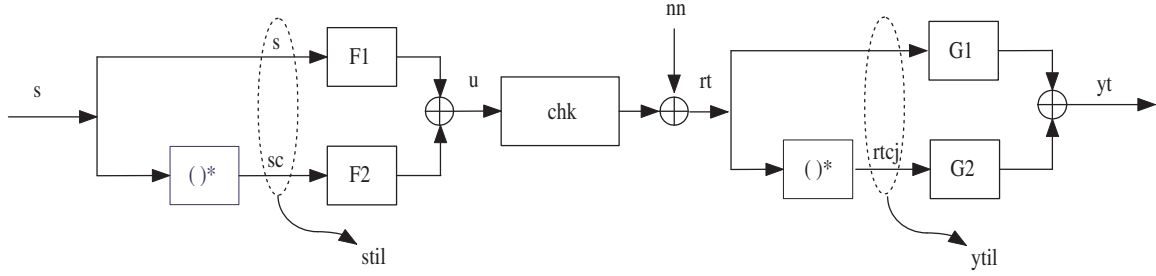 s
s
F1
( )*
sc
F2
stil
u
chk
nn
rt
( )*
rtcj
G1
G2
ytil
yt